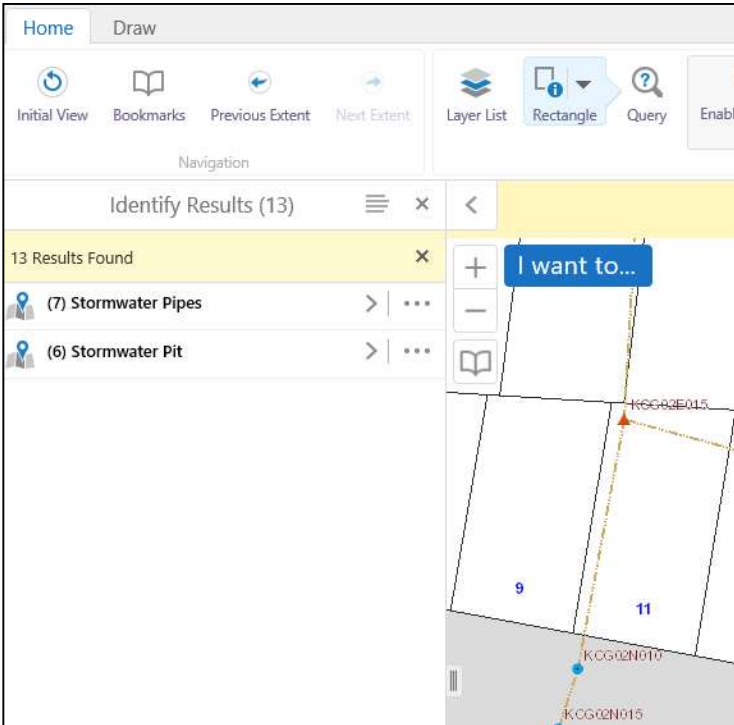 Home Draw
Initial View Bookmarks Previous Extent Next Extent Layer List Rectangle Query
Navigation
Identify Results (13)
13 Results Found
(7) Stormwater Pipes
(6) Stormwater Pit
I want to...
KCG02E015
9
11
KCG02N010
KCG02N015